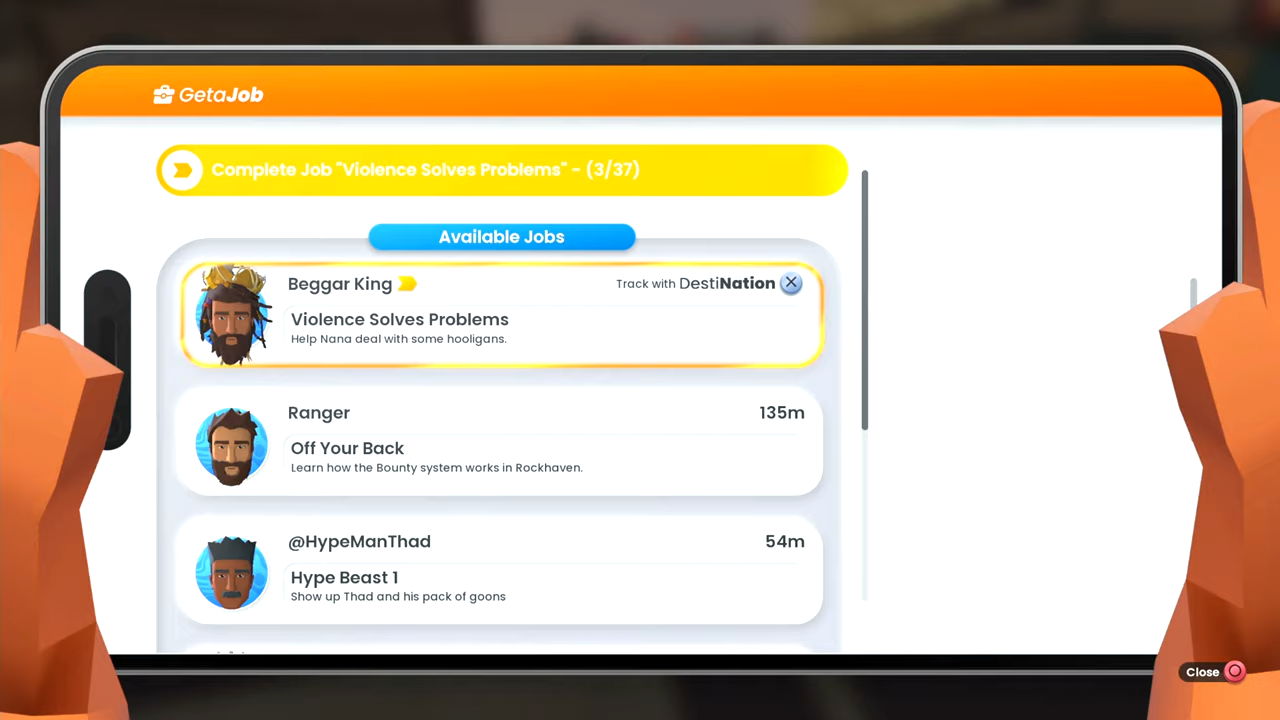 GetaJob
Complete Job "Violence Solves Problems" - (3/37)
Available Jobs
Beggar King
Track with DestiNation
Violence Solves Problems
Help Nana deal with some hooligans.
Ranger
135m
Off Your Back
Learn how the Bounty system works in Rockhaven.
@HypeManThad
54m
Hype Beast 1
Show up Thad and his pack of goons
Close